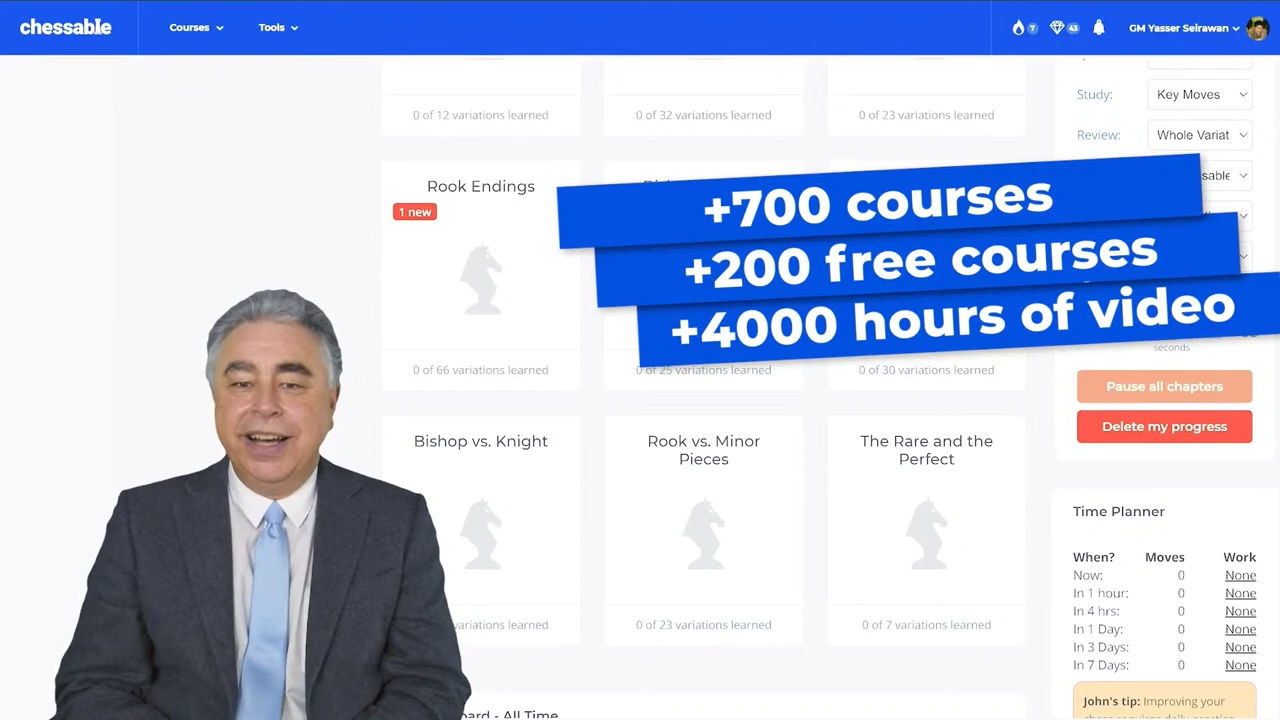 chessable
Courses
Tools
7
43
GM Yasser Seirawan
0 of 12 variations learned
0 of 32 variations learned
0 of 23 variations learned
Study:
Key Moves
Review:
Whole Variat
Rook Endings
1 new
+700 courses
+200 free courses
+4000 hours of video
seconds
0 of 66 variations learned
0 of 25 variations learned
0 of 30 variations learned
Pause all chapters
Delete my progress
Bishop vs. Knight
Rook vs. Minor
Pieces
The Rare and the
Perfect
variations learned
0 of 23 variations learned
0 of 7 variations learned
Time Planner
When? Moves Work
Now: 0 None
In 1 hour: 0 None
In 4 hrs: 0 None
In 1 Day: 0 None
In 3 Days: 0 None
In 7 Days: 0 None
John's tip: Improving your
- All Time